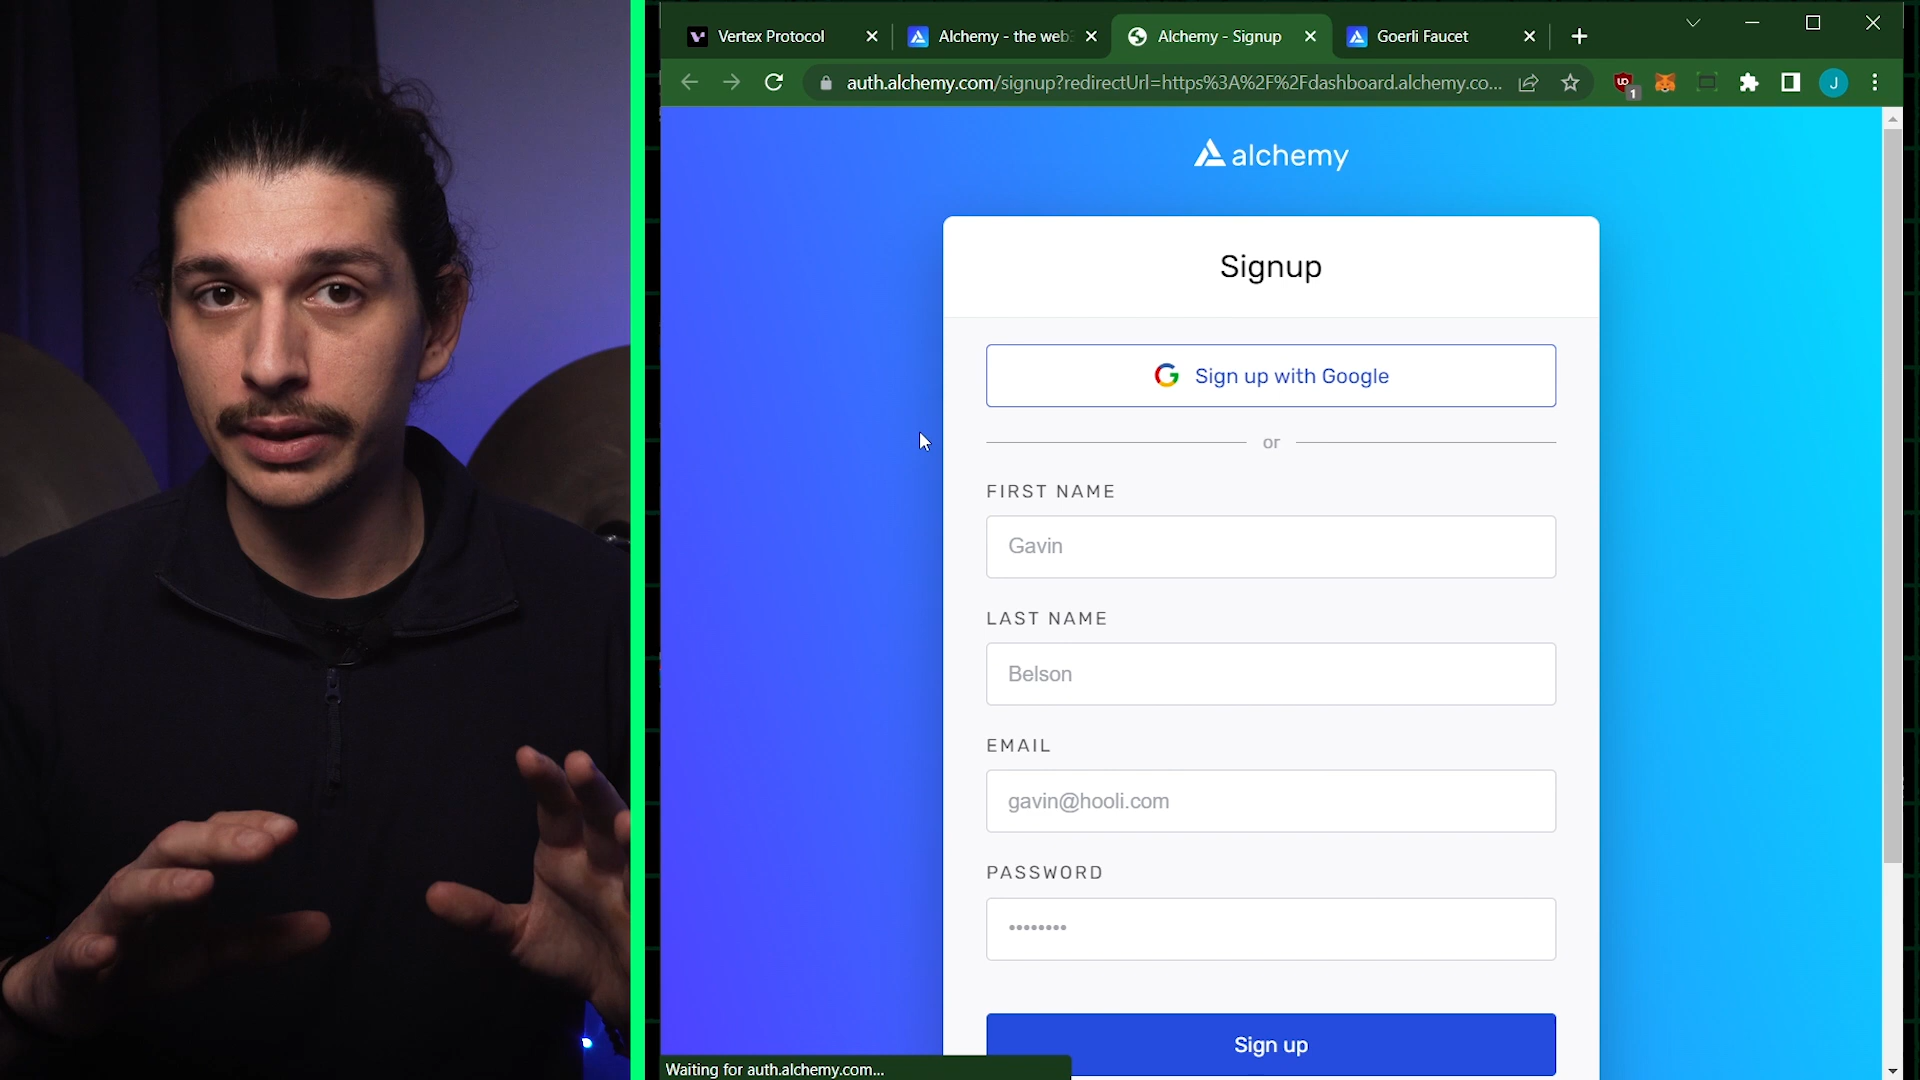 Vertex Protocol
Alchemy - the web3
Alchemy - Signup
Goerli Faucet
auth.alchemy.com/signup?redirectUrl=https%3A%2F%2Fdashboard.alchemy.co...
1
J
alchemy
Signup
Sign up with Google
or
FIRST NAME
Gavin
LAST NAME
Belson
EMAIL
gavin@hooli.com
PASSWORD
••••••••
Sign up
Waiting for auth.alchemy.com...